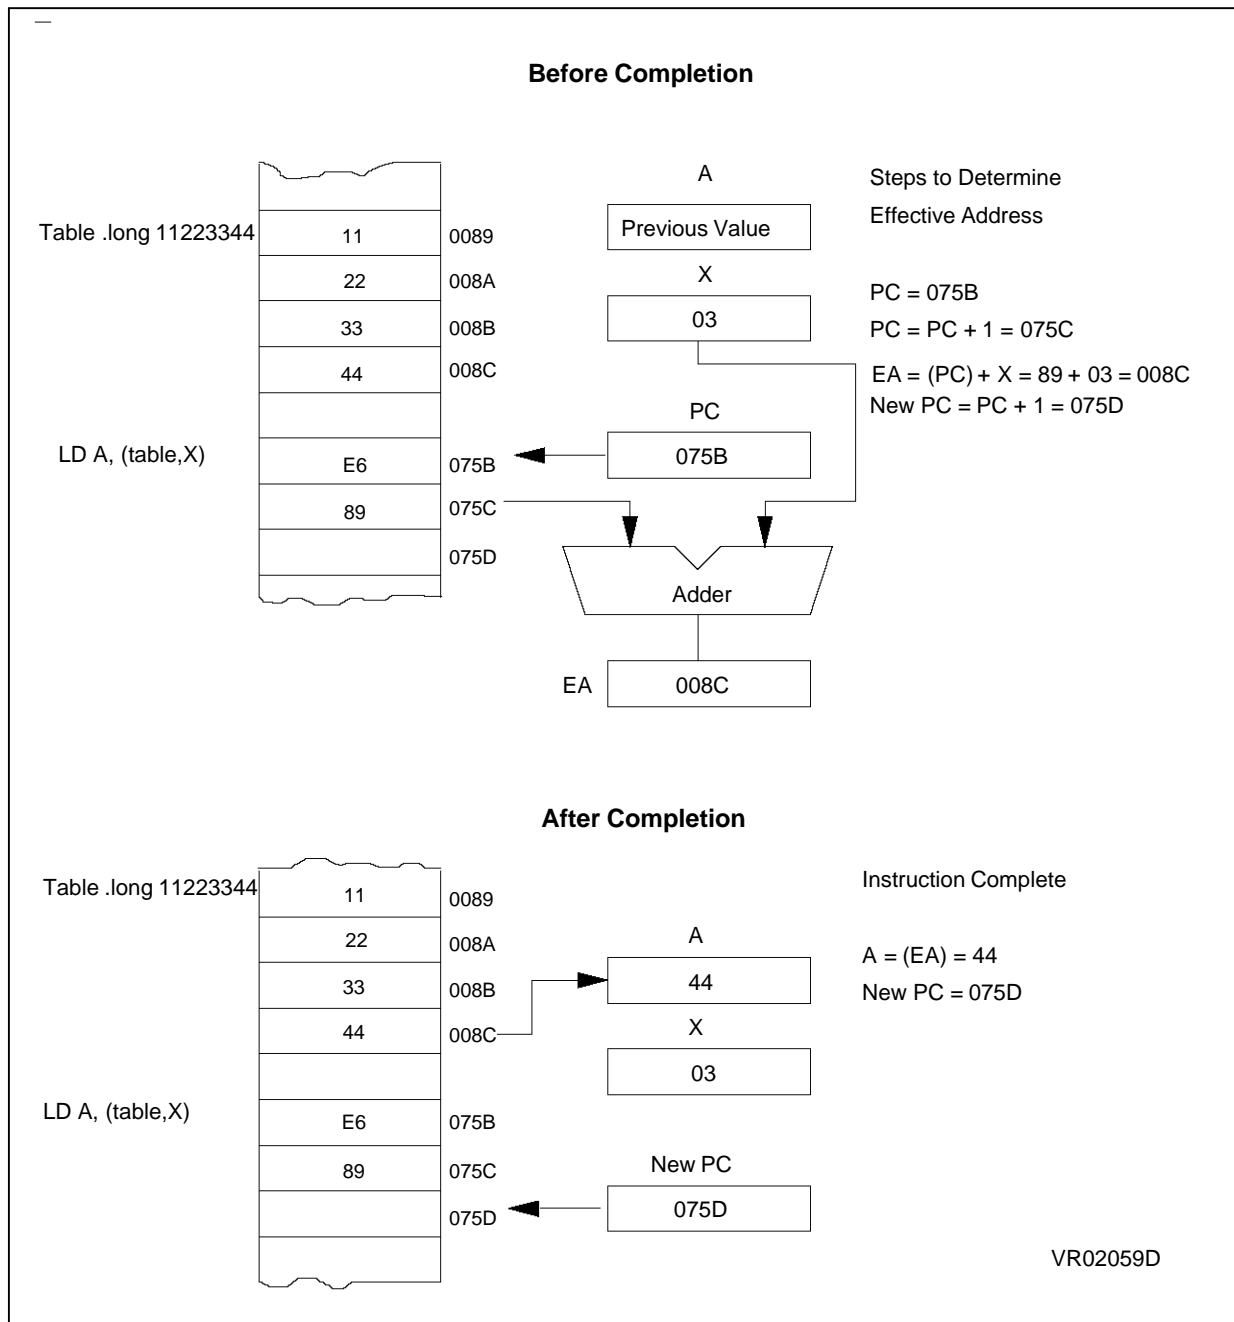 Before Completion
A
Steps to Determine
Effective Address
Table .long 11223344
11
0089
Previous Value
22
008A
X
PC = 075B
33
008B
03
PC = PC + 1 = 075C
44
008C
EA = (PC) + X = 89 + 03 = 008C
New PC = PC + 1 = 075D
PC
LD A, (table,X)
E6
075B
075B
89
075C
075D
Adder
EA
008C
After Completion
Table .long 11223344
11
0089
Instruction Complete
22
008A
A
A = (EA) = 44
33
008B
44
New PC = 075D
44
008C
X
03
LD A, (table,X)
E6
075B
89
075C
New PC
075D
075D
VR02059D